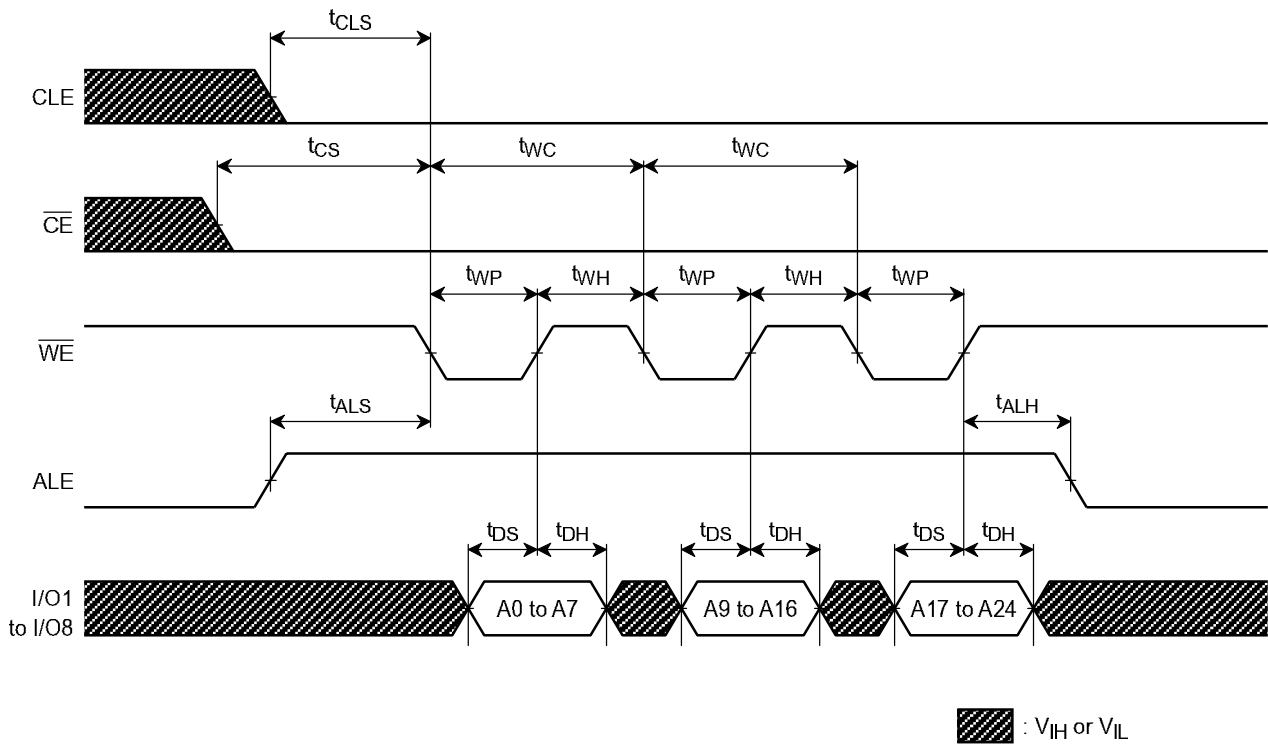 tCLS
CLE
tCS tWC tWC
CE
tWP tWH tWP tWH tWP
WE
tALS tALH
ALE
tDS tDH tDS tDH tDS tDH
I/O1
to I/O8
A0 to A7 A9 to A16 A17 to A24
: VIH or VIL